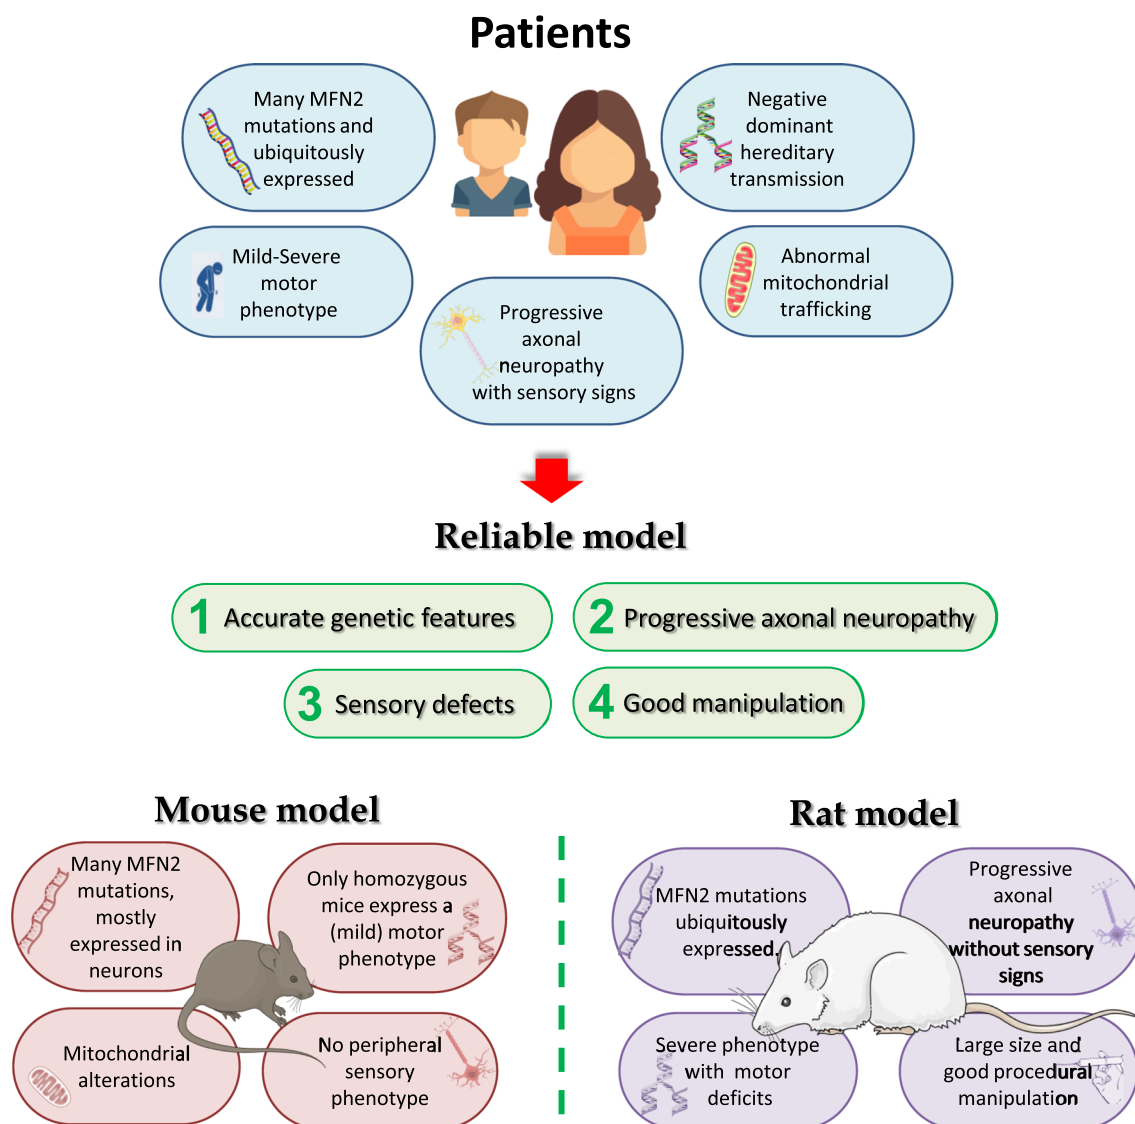 Patients
Many MFN2
mutations and
ubiquitously
expressed
Negative
dominant
hereditary
transmission
Mild-Severe
motor
phenotype
Abnormal
mitochondrial
trafficking
Progressive
axonal
neuropathy
with sensory signs
Reliable model
1 Accurate genetic features
2 Progressive axonal neuropathy
3 Sensory defects
4 Good manipulation
Mouse model
Many MFN2
mutations,
mostly
expressed in
neurons
Only homozygous
mice express a
(mild) motor
phenotype
Mitochondrial
alterations
No peripheral
sensory
phenotype
Rat model
MFN2 mutations
ubiquitously
expressed.
Progressive
axonal
neuropathy
without sensory
signs
Severe phenotype
with motor
deficits
Large size and
good procedural
manipulation